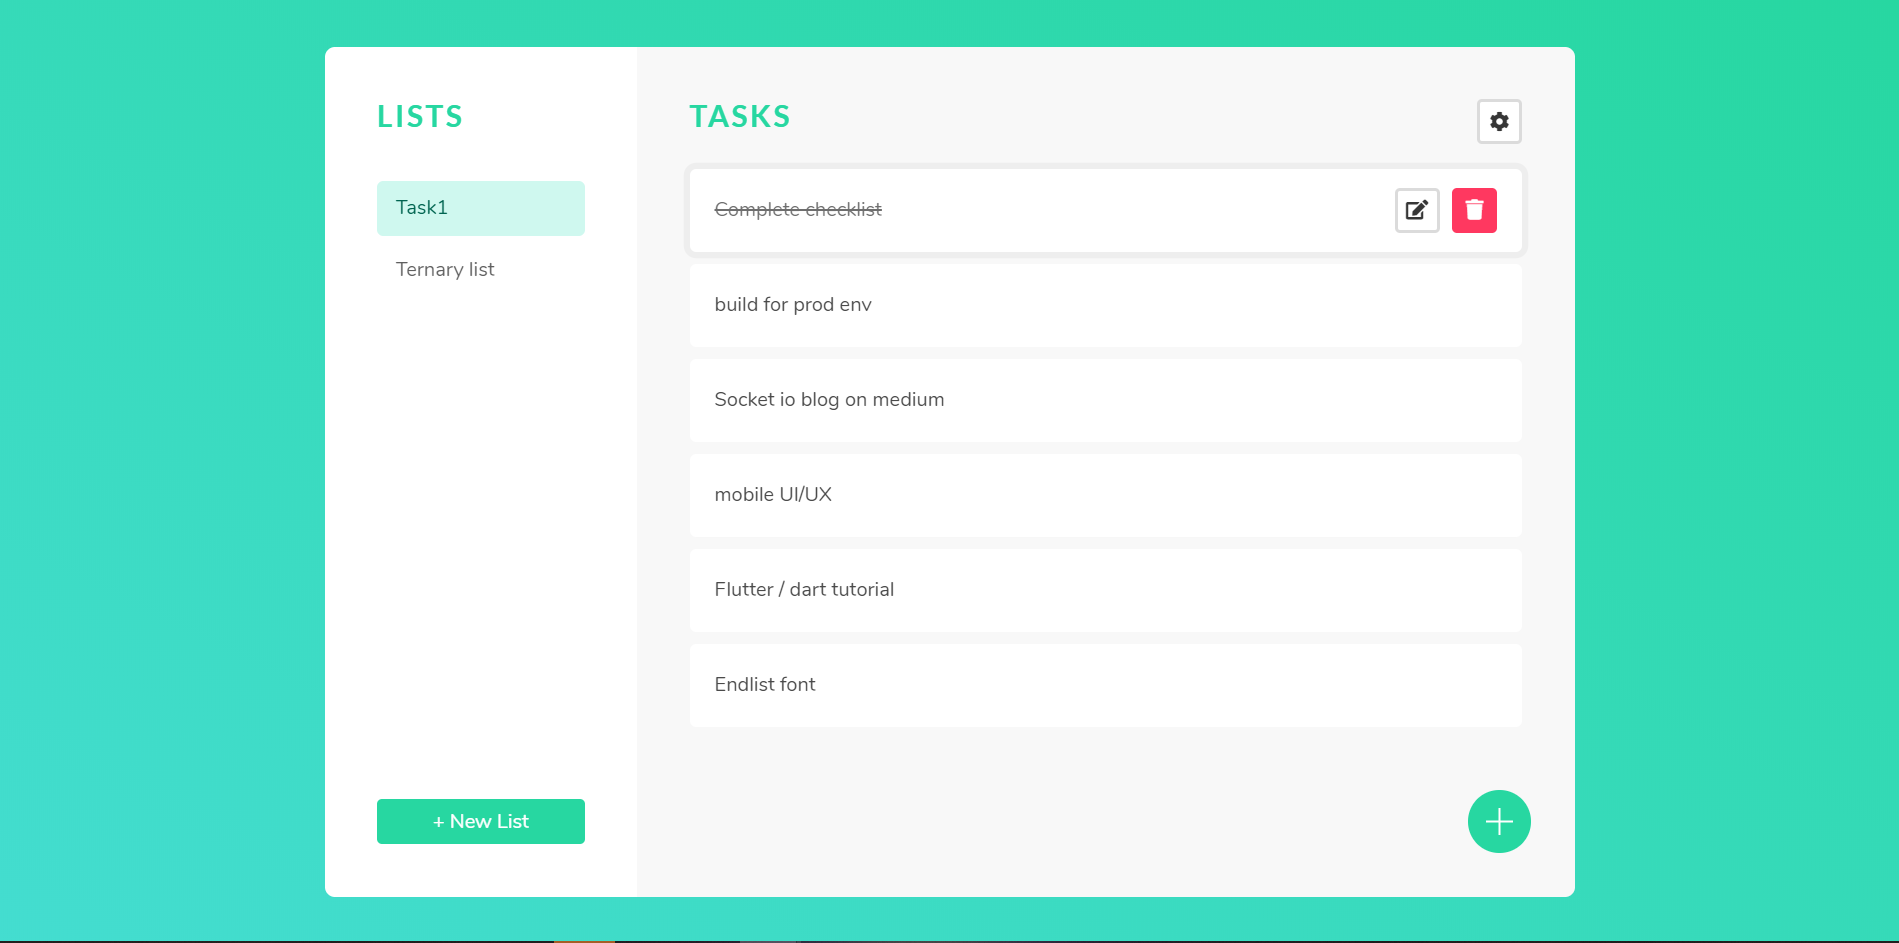 LISTS
Task1
Ternary list
+ New List
TASKS
Complete checklist
build for prod env
Socket io blog on medium
mobile UI/UX
Flutter / dart tutorial
Endlist font